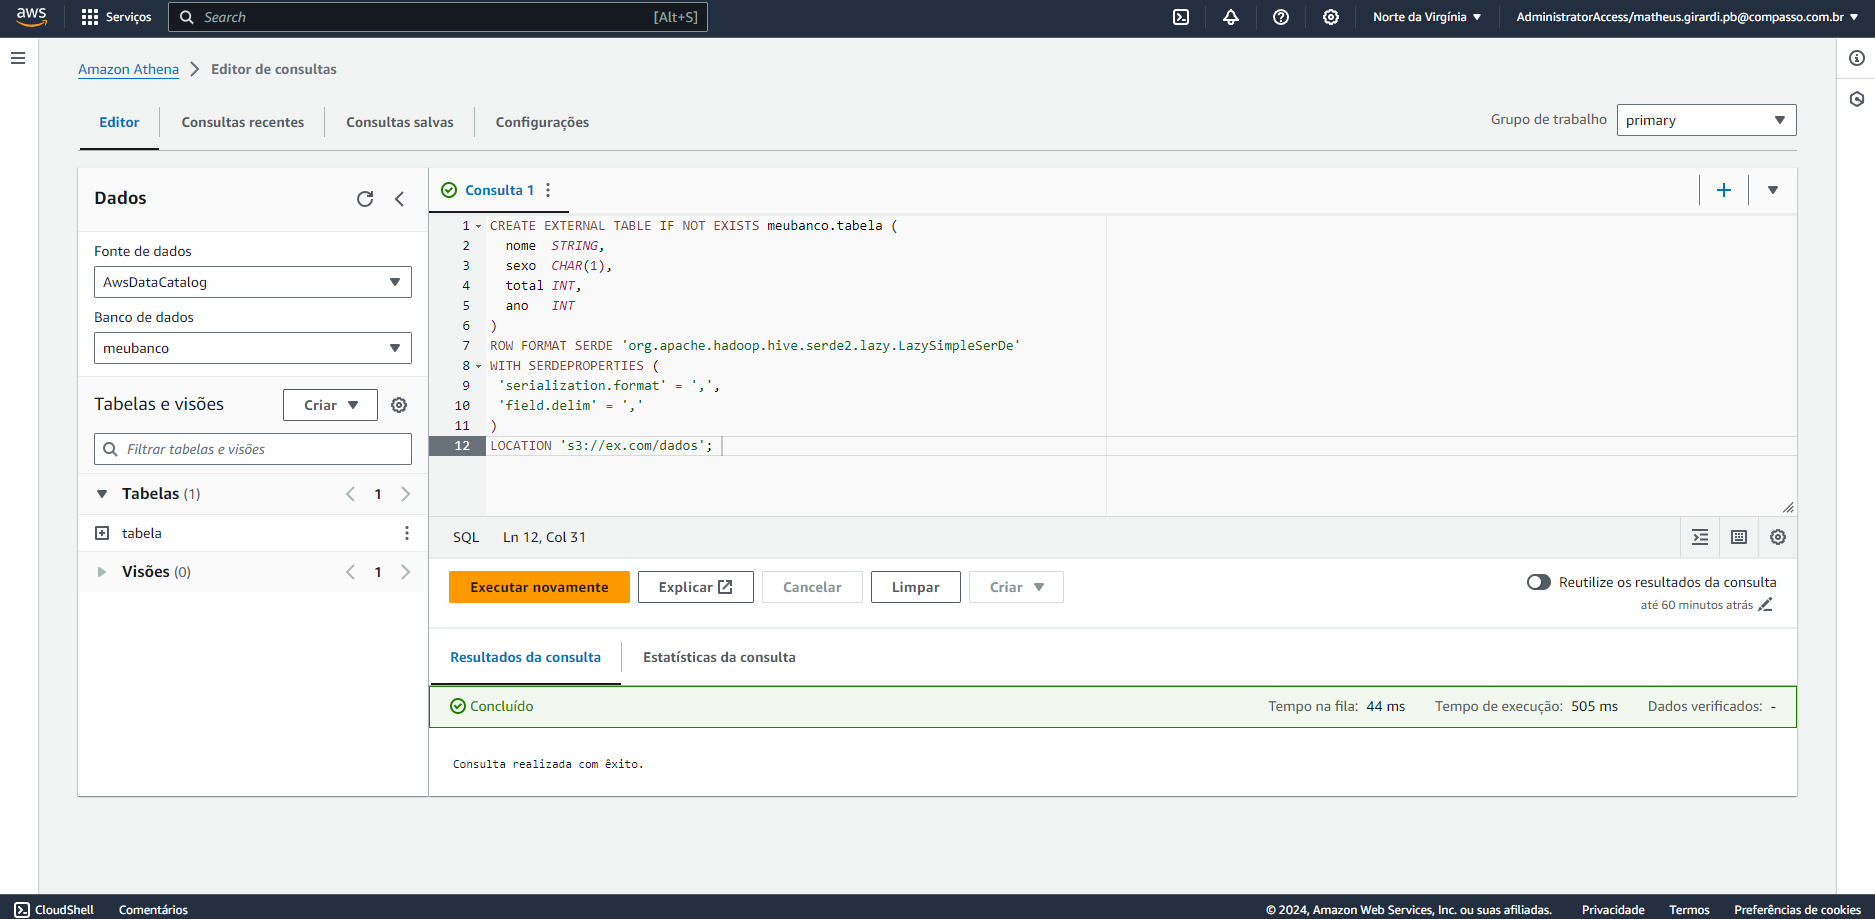 aws
Serviços
Search
[Alt+S]
Norte da Virgínia
AdministratorAccess/matheus.girardi.pb@compasso.com.br
Amazon Athena
Editor de consultas
Editor
Consultas recentes
Consultas salvas
Configurações
Grupo de trabalho
primary
Dados
Fonte de dados
AwsDataCatalog
Banco de dados
meubanco
Tabelas e visões
Criar
Filtrar tabelas e visões
Tabelas (1)
1
tabela
Visões (0)
1
Consulta 1
1 CREATE EXTERNAL TABLE IF NOT EXISTS meubanco.tabela (
2 nome STRING,
3 sexo CHAR(1),
4 total INT,
5 ano INT
6 )
7 ROW FORMAT SERDE 'org.apache.hadoop.hive.serde2.lazy.LazySimpleSerDe'
8 WITH SERDEPROPERTIES (
9 'serialization.format' = ',',
10 'field.delim' = ','
11 )
12 LOCATION 's3://ex.com/dados';
SQL
Ln 12, Col 31
Executar novamente
Explicar
Cancelar
Limpar
Criar
Reutilize os resultados da consulta
até 60 minutos atrás
Resultados da consulta
Estatísticas da consulta
Concluído
Tempo na fila: 44 ms
Tempo de execução: 505 ms
Dados verificados: -
Consulta realizada com êxito.
CloudShell
Comentários
© 2024, Amazon Web Services, Inc. ou suas afiliadas.
Privacidade
Termos
Preferências de cookies